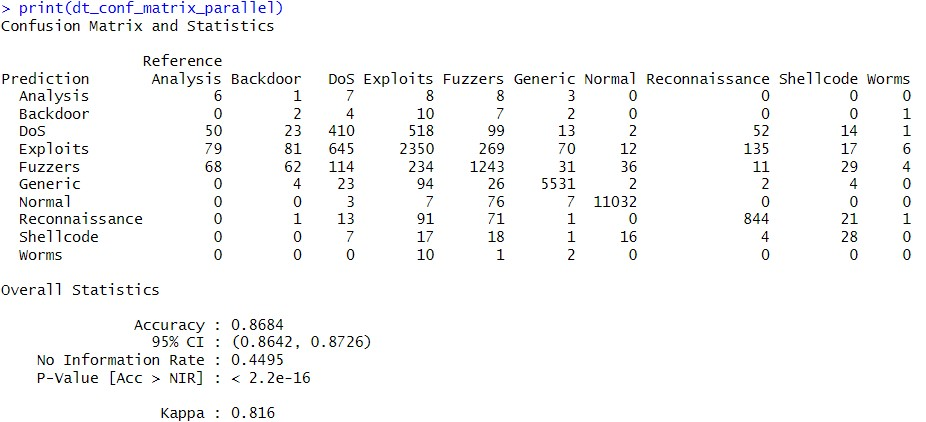 > print(dt_conf_matrix_parallel)
Confusion Matrix and Statistics

                Reference
Prediction       Analysis Backdoor   DoS Exploits Fuzzers Generic Normal Reconnaissance Shellcode Worms
  Analysis              6        1     7        8       8       3      0              0         0     0
  Backdoor              0        2     4       10       7       2      0              0         0     1
  DoS                  50       23   410      518      99      13      2             52        14     1
  Exploits             79       81   645     2350     269      70     12            135        17     6
  Fuzzers              68       62   114      234    1243      31     36             11        29     4
  Generic               0        4    23       94      26    5531      2              2         4     0
  Normal                0        0     3        7      76       7  11032              0         0     0
  Reconnaissance        0        1    13       91      71       1      0            844        21     1
  Shellcode             0        0     7       17      18       1     16              4        28     0
  Worms                 0        0     0       10       1       2      0              0         0     0

Overall Statistics

               Accuracy : 0.8684
                 95% CI : (0.8642, 0.8726)
    No Information Rate : 0.4495
    P-Value [Acc > NIR] : < 2.2e-16

                  Kappa : 0.816